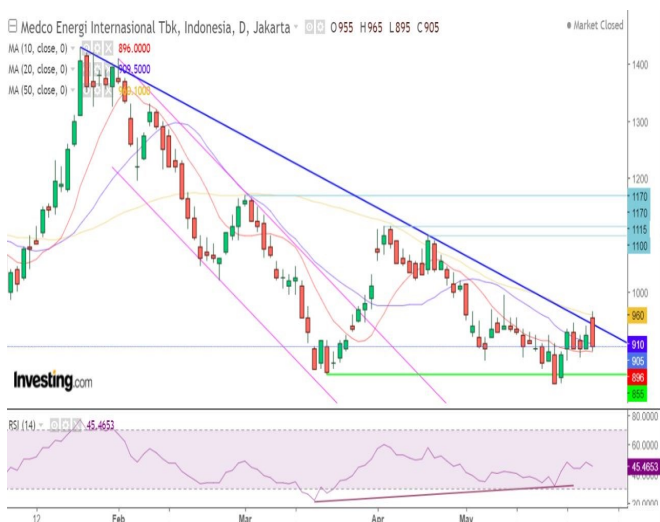 Medco Energi Internasional Tbk, Indonesia, D, Jakarta O955 H965 L895 C905
Market Closed
MA (10, close, 0) 896.0000
MA (20, close, 0) 909.5000
MA (50, close, 0)
1400
1300
1200
1170
1170
1115
1100
1000
960
910
905
896
855
Investing.com
RSI (14) 45.4653
80.0000
60.0000
45.4653
20.0000
12 Feb Mar Apr May